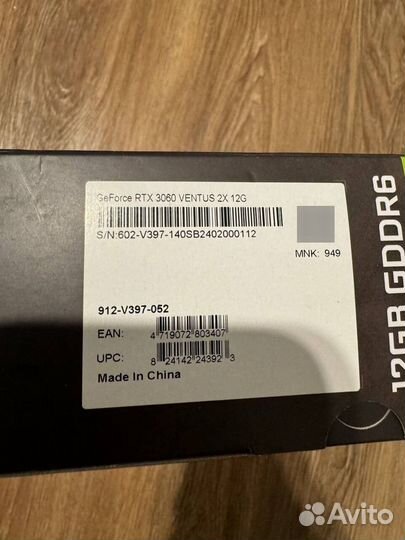 GeForce RTX 3060 VENTUS 2X 12G
S/N:602-V397-140SB2402000112
MNK: 949
912-V397-052
EAN:
4 719072 803407
UPC:
8 24142 24392 3
Made In China
12GB GDDR6
Avito